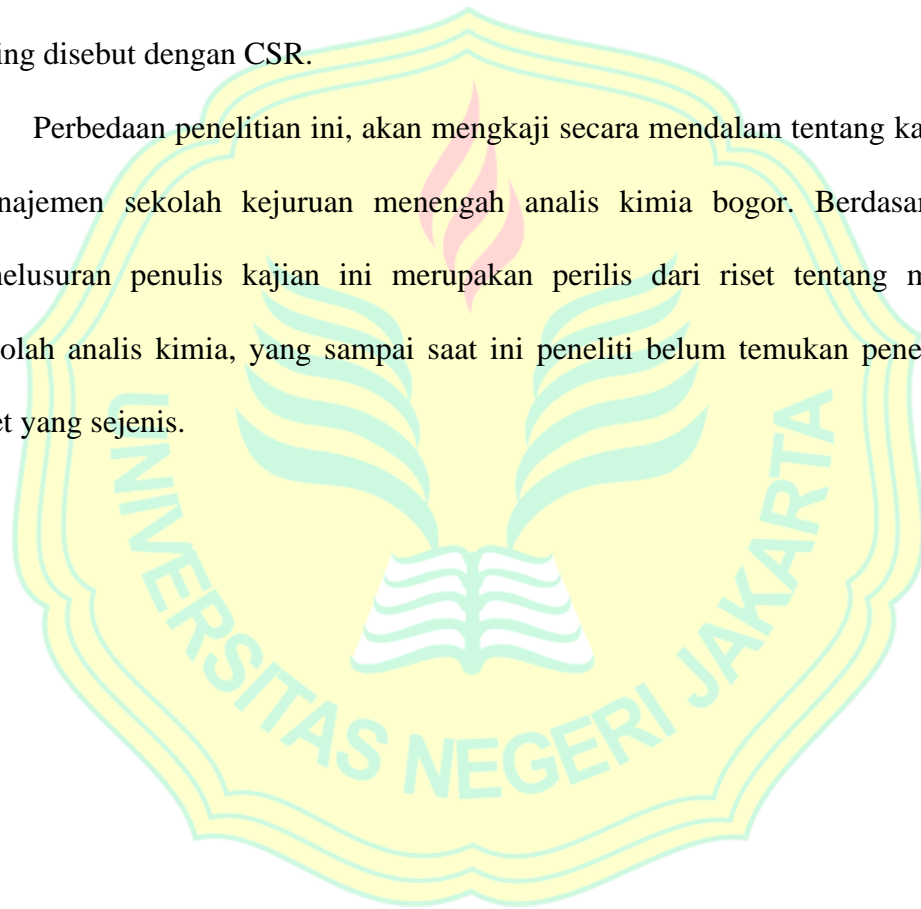 ing disebut dengan CSR.
Perbedaan penelitian ini, akan mengkaji secara mendalam tentang ka
najemen sekolah kejuruan menengah analis kimia bogor. Berdasar
nelusuran penulis kajian ini merupakan perilis dari riset tentang m
olah analis kimia, yang sampai saat ini peneliti belum temukan pene
et yang sejenis.
UNIVERSITAS NEGERI JAKARTA